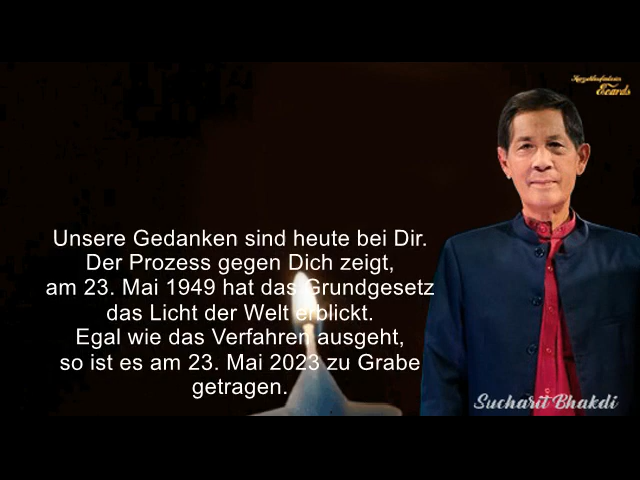 Ecards
Unsere Gedanken sind heute bei Dir.
Der Prozess gegen Dich zeigt,
am 23. Mai 1949 hat das Grundgesetz
das Licht der Welt erblickt.
Egal wie das Verfahren ausgeht,
so ist es am 23. Mai 2023 zu Grabe
getragen.
Sucharit Bhakdi